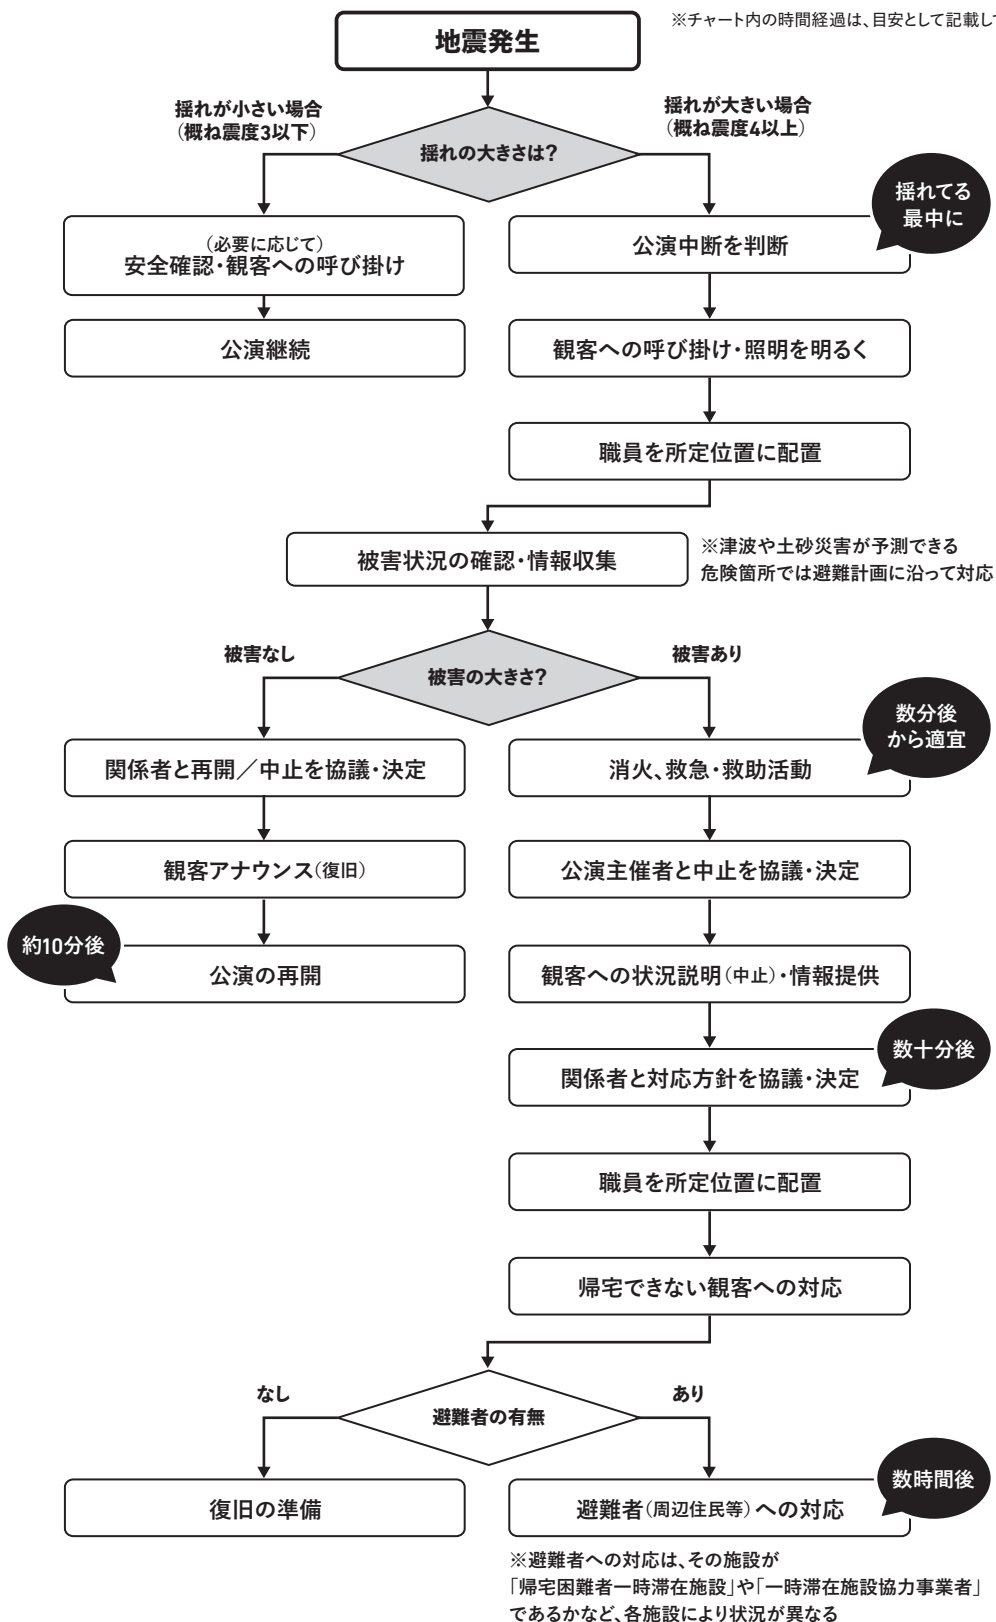 ※チャート内の時間経過は、目安として記載し
地震発生
揺れが小さい場合
(概ね震度3以下)
揺れが大きい場合
(概ね震度4以上)
揺れの大きさは?
揺れてる
最中に
(必要に応じて)
安全確認・観客への呼び掛け
公演中断を判断
公演継続
観客への呼び掛け・照明を明るく
職員を所定位置に配置
被害状況の確認・情報収集
※津波や土砂災害が予測できる
危険箇所では避難計画に沿って対応
被害なし
被害あり
被害の大きさ?
数分後
から適宜
関係者と再開/中止を協議・決定
消火、救急・救助活動
観客アナウンス(復旧)
公演主催者と中止を協議・決定
約10分後
公演の再開
観客への状況説明(中止)・情報提供
数十分後
関係者と対応方針を協議・決定
職員を所定位置に配置
帰宅できない観客への対応
なし
あり
避難者の有無
数時間後
復旧の準備
避難者(周辺住民等)への対応
※避難者への対応は、その施設が
「帰宅困難者一時滞在施設」や「一時滞在施設協力事業者」
であるかなど、各施設により状況が異なる